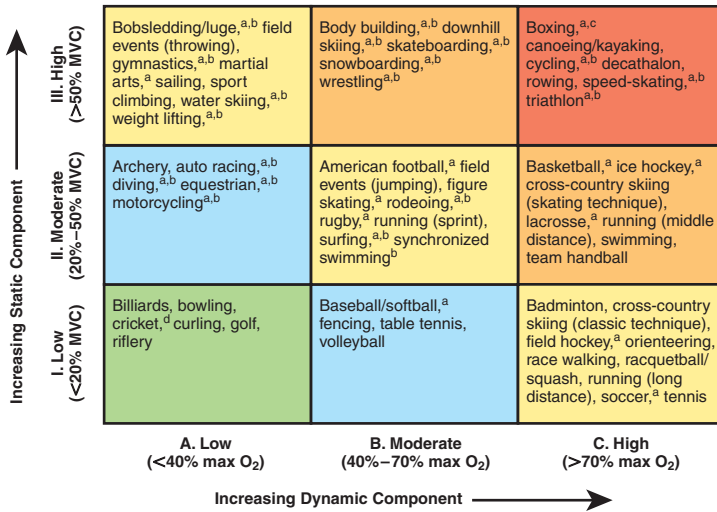 Increasing Static Component
III. High
(>50% MVC)
Bobsledding/luge,a,b field
events (throwing),
gymnastics,a,b martial
arts,a sailing, sport
climbing, water skiing,a,b
weight lifting,a,b
Body building,a,b downhill
skiing,a,b skateboarding,a,b
snowboarding,a,b
wrestlinga,b
Boxing,a,c
canoeing/kayaking,
cycling,a,b decathalon,
rowing, speed-skating,a,b
triathlona,b
II. Moderate
(20%–50% MVC)
Archery, auto racing,a,b
diving,a,b equestrian,a,b
motorcyclinga,b
American football,a field
events (jumping), figure
skating,a rodeoing,a,b
rugby,a running (sprint),
surfing,a,b synchronized
swimmingb
Basketball,a ice hockey,a
cross-country skiing
(skating technique),
lacrosse,a running (middle
distance), swimming,
team handball
I. Low
(<20% MVC)
Billiards, bowling,
cricket,d curling, golf,
riflery
Baseball/softball,a
fencing, table tennis,
volleyball
Badminton, cross-country
skiing (classic technique),
field hockey,a orienteering,
race walking, racquetball/
squash, running (long
distance), soccer,a tennis
A. Low
(<40% max O2)
B. Moderate
(40%–70% max O2)
C. High
(>70% max O2)
Increasing Dynamic Component